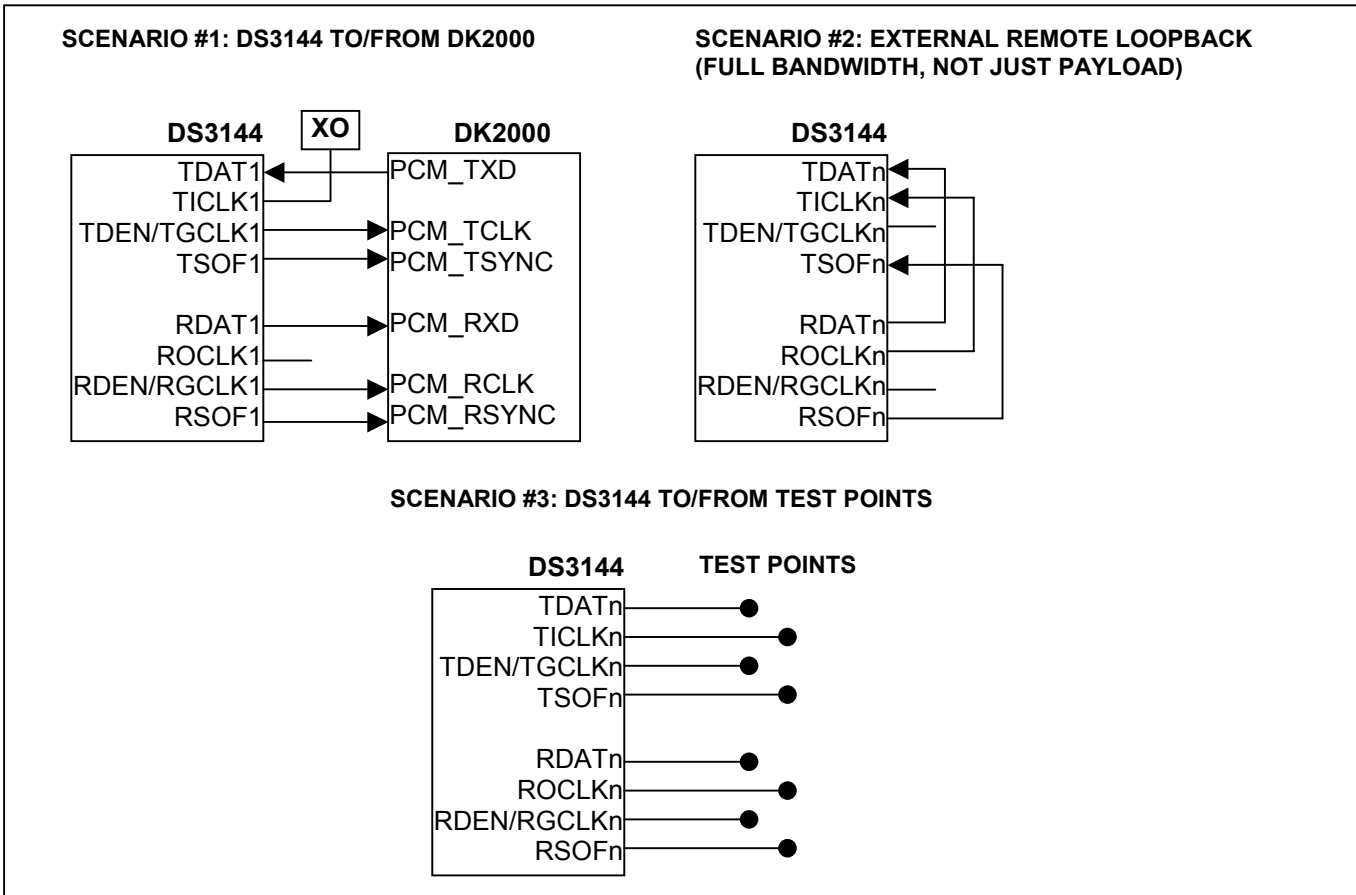 SCENARIO #1: DS3144 TO/FROM DK2000
DS3144
XO
DK2000
TDAT1
TICLK1
TDEN/TGCLK1
TSOF1
RDAT1
ROCLK1
RDEN/RGCLK1
RSOF1
PCM_TXD
PCM_TCLK
PCM_TSYNC
PCM_RXD
PCM_RCLK
PCM_RSYNC
SCENARIO #2: EXTERNAL REMOTE LOOPBACK
(FULL BANDWIDTH, NOT JUST PAYLOAD)
DS3144
TDATn
TICLKn
TDEN/TGCLKn
TSOFn
RDATn
ROCLKn
RDEN/RGCLKn
RSOFn
SCENARIO #3: DS3144 TO/FROM TEST POINTS
DS3144
TEST POINTS
TDATn
TICLKn
TDEN/TGCLKn
TSOFn
RDATn
ROCLKn
RDEN/RGCLKn
RSOFn